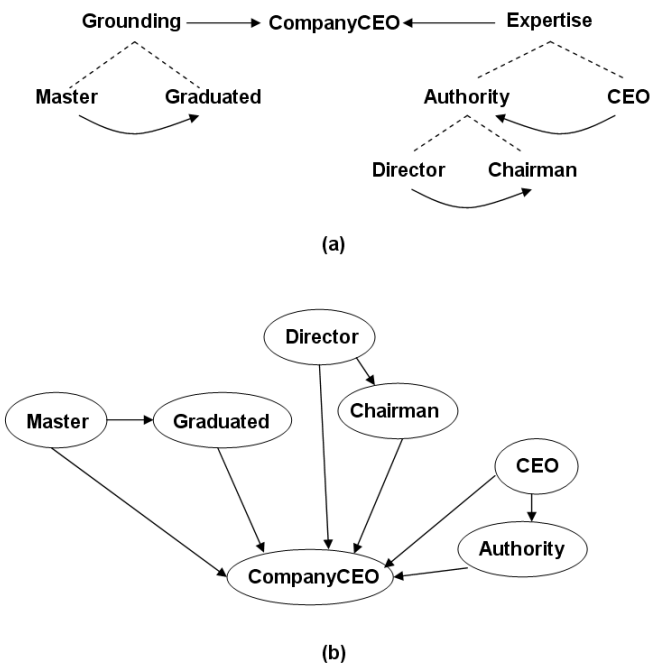 Grounding CompanyCEO Expertise
Master Graduated Authority CEO
Director Chairman
(a)
Director
Chairman
Master Graduated
CEO
Authority
CompanyCEO
(b)